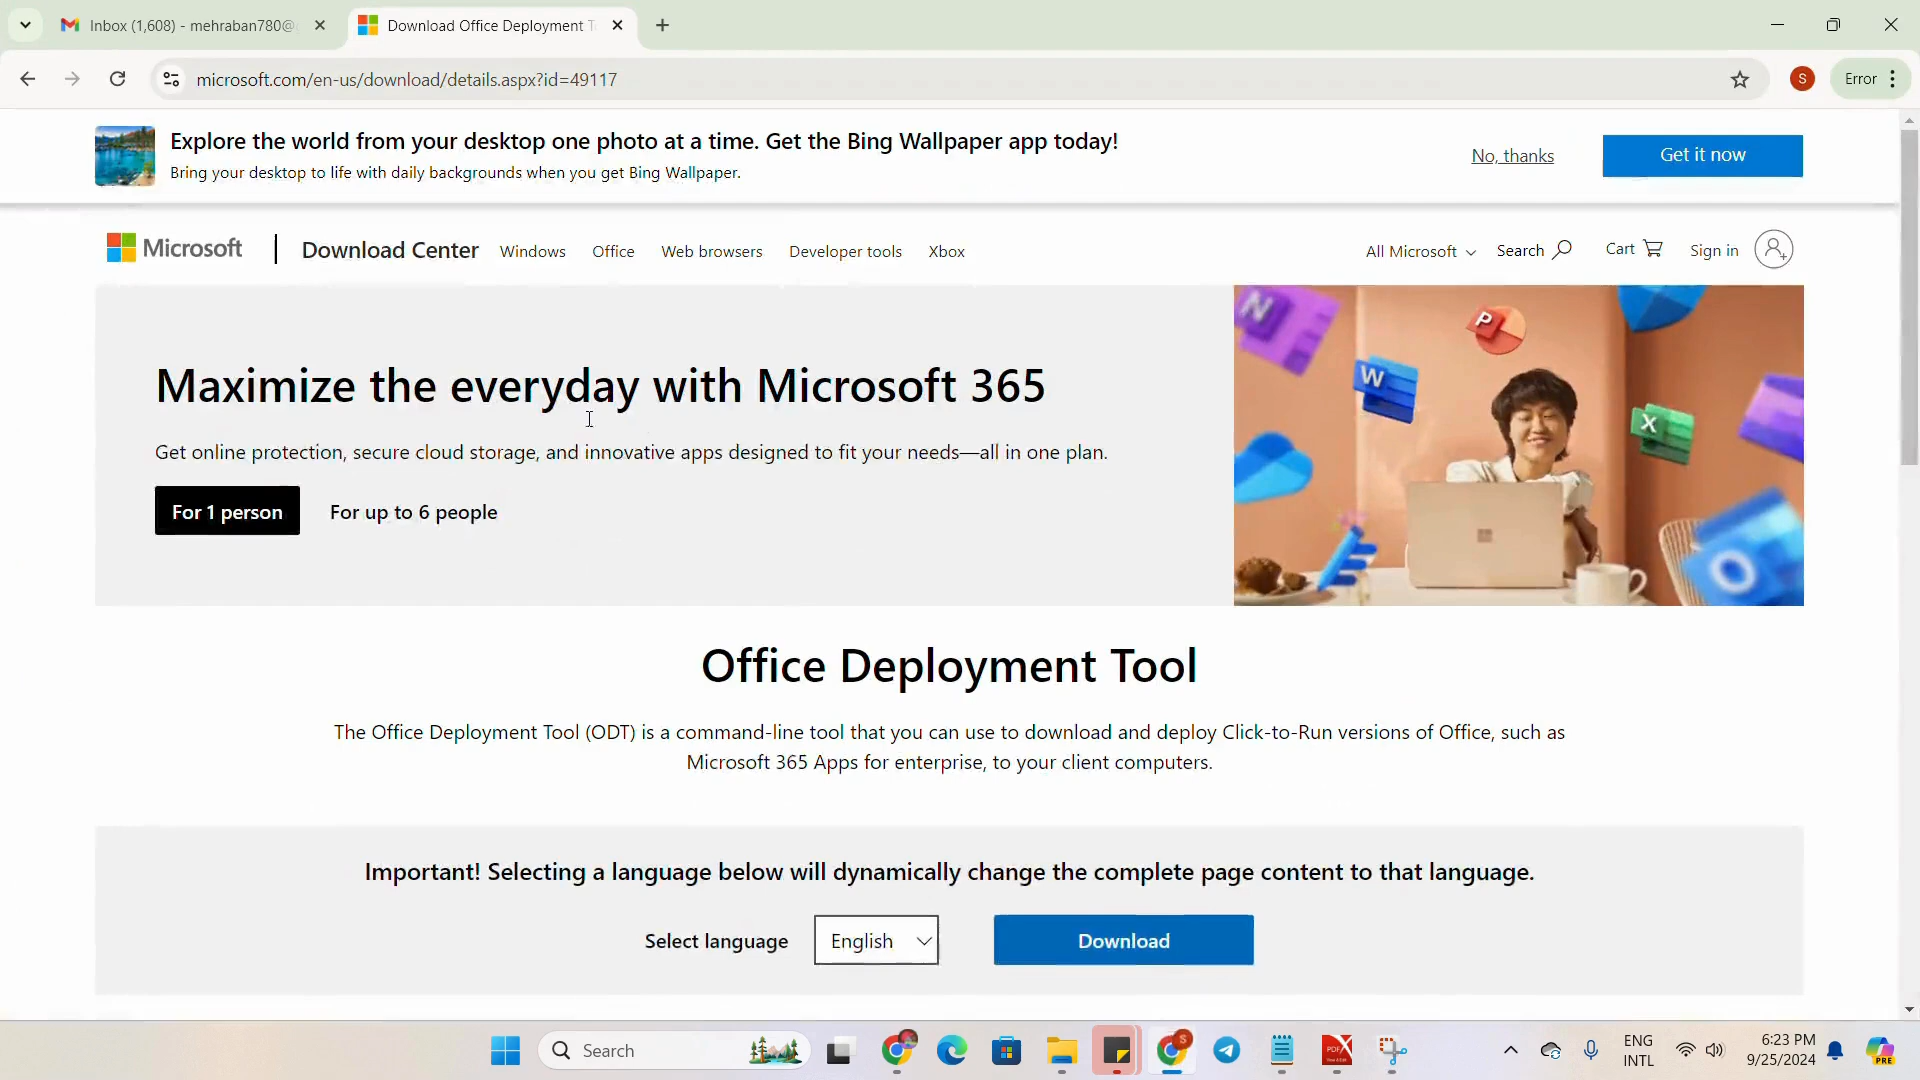 Inbox (1,608) - mehraban780@
Download Office Deployment T
microsoft.com/en-us/download/details.aspx?id=49117
S
Error
Explore the world from your desktop one photo at a time. Get the Bing Wallpaper app today!
Bring your desktop to life with daily backgrounds when you get Bing Wallpaper.
No, thanks
Get it now
Microsoft
Download Center
Windows
Office
Web browsers
Developer tools
Xbox
All Microsoft
Search
Cart
Sign in
Maximize the everyday with Microsoft 365
Get online protection, secure cloud storage, and innovative apps designed to fit your needs—all in one plan.
For 1 person
For up to 6 people
N
P
W
X
Office Deployment Tool
The Office Deployment Tool (ODT) is a command-line tool that you can use to download and deploy Click-to-Run versions of Office, such as
Microsoft 365 Apps for enterprise, to your client computers.
Important! Selecting a language below will dynamically change the complete page content to that language.
Select language
English
Download
Search
S
PDF
ENG
INTL
6:23 PM
9/25/2024
PRE